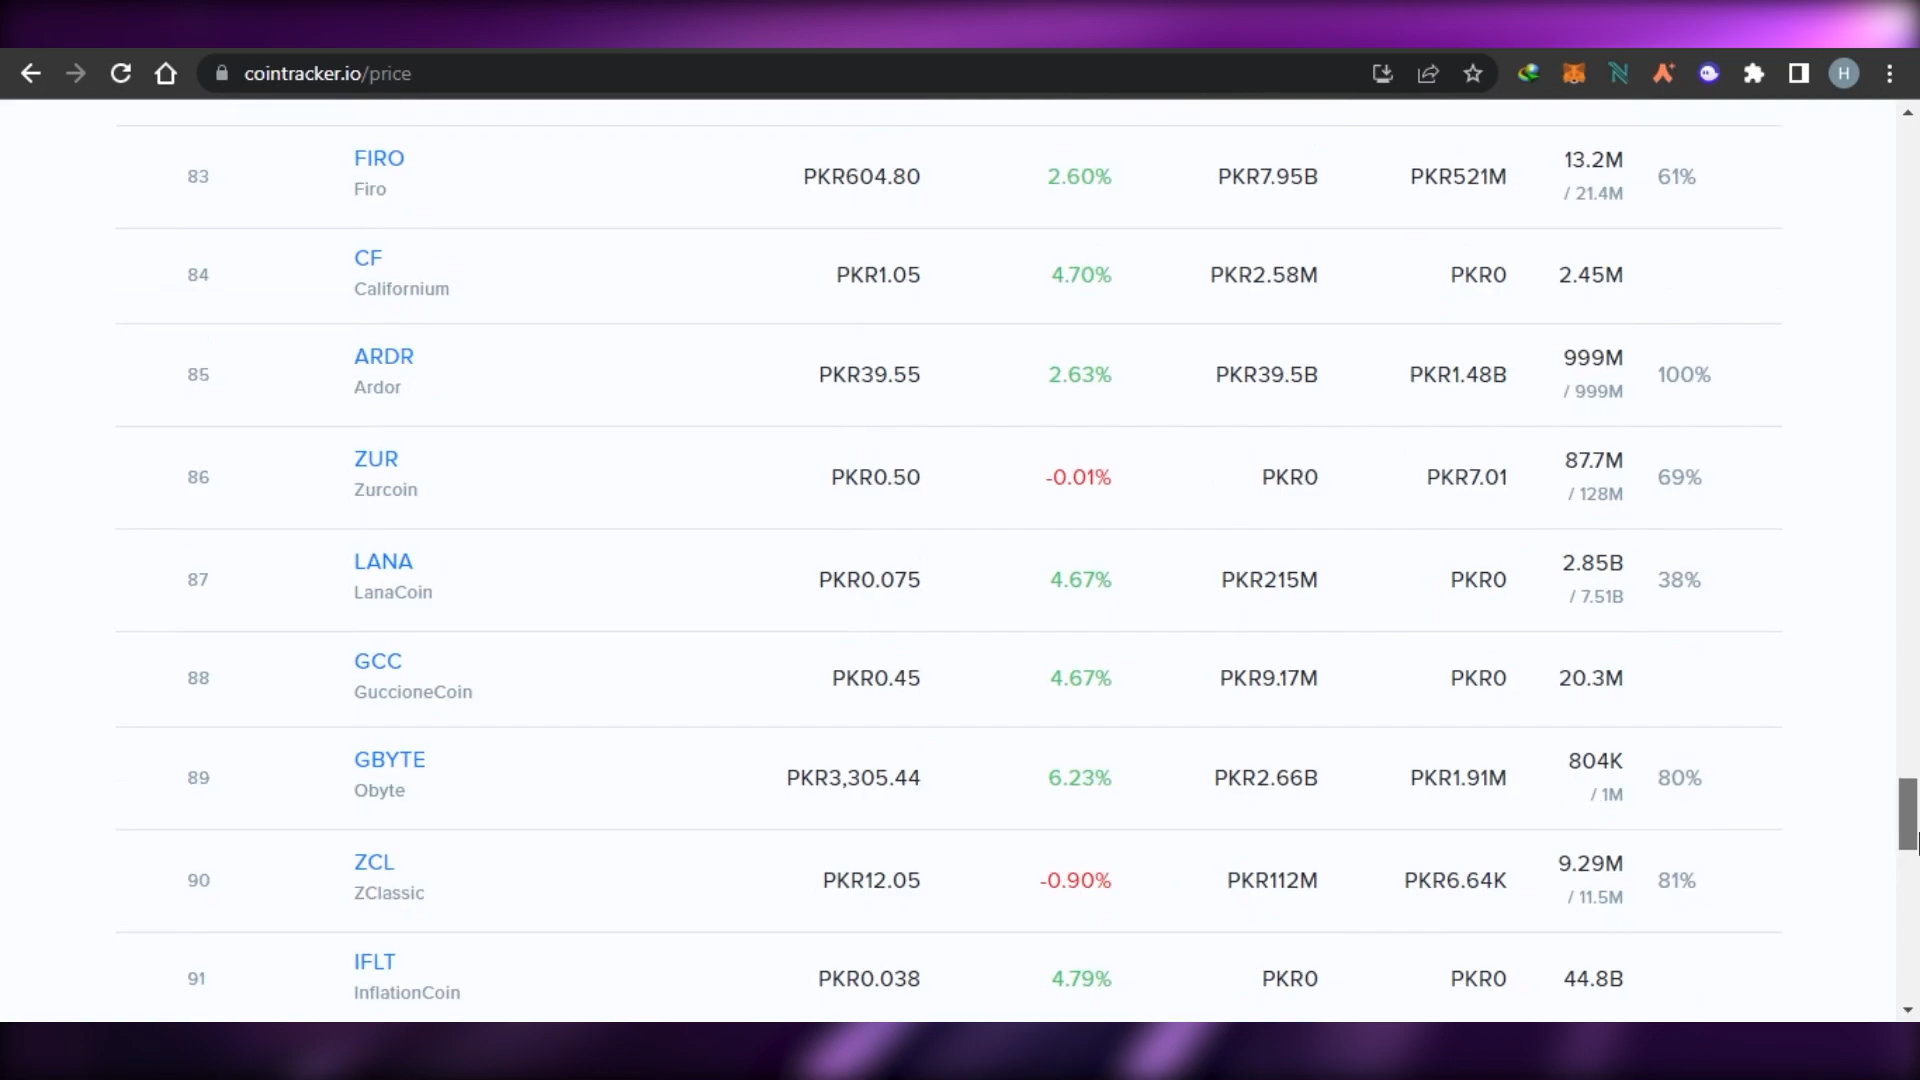 cointracker.io/price
H
83 FIRO PKR604.80 2.60% PKR7.95B PKR521M 13.2M 61%
Firo / 21.4M
84 CF PKR1.05 4.70% PKR2.58M PKR0 2.45M
Californium
85 ARDR PKR39.55 2.63% PKR39.5B PKR1.48B 999M 100%
Ardor / 999M
86 ZUR PKR0.50 -0.01% PKR0 PKR7.01 87.7M 69%
Zurcoin / 128M
87 LANA PKR0.075 4.67% PKR215M PKR0 2.85B 38%
LanaCoin / 7.51B
88 GCC PKR0.45 4.67% PKR9.17M PKR0 20.3M
GuccioneCoin
89 GBYTE PKR3,305.44 6.23% PKR2.66B PKR1.91M 804K 80%
Obyte / 1M
90 ZCL PKR12.05 -0.90% PKR112M PKR6.64K 9.29M 81%
ZClassic / 11.5M
91 IFLT PKR0.038 4.79% PKR0 PKR0 44.8B
InflationCoin